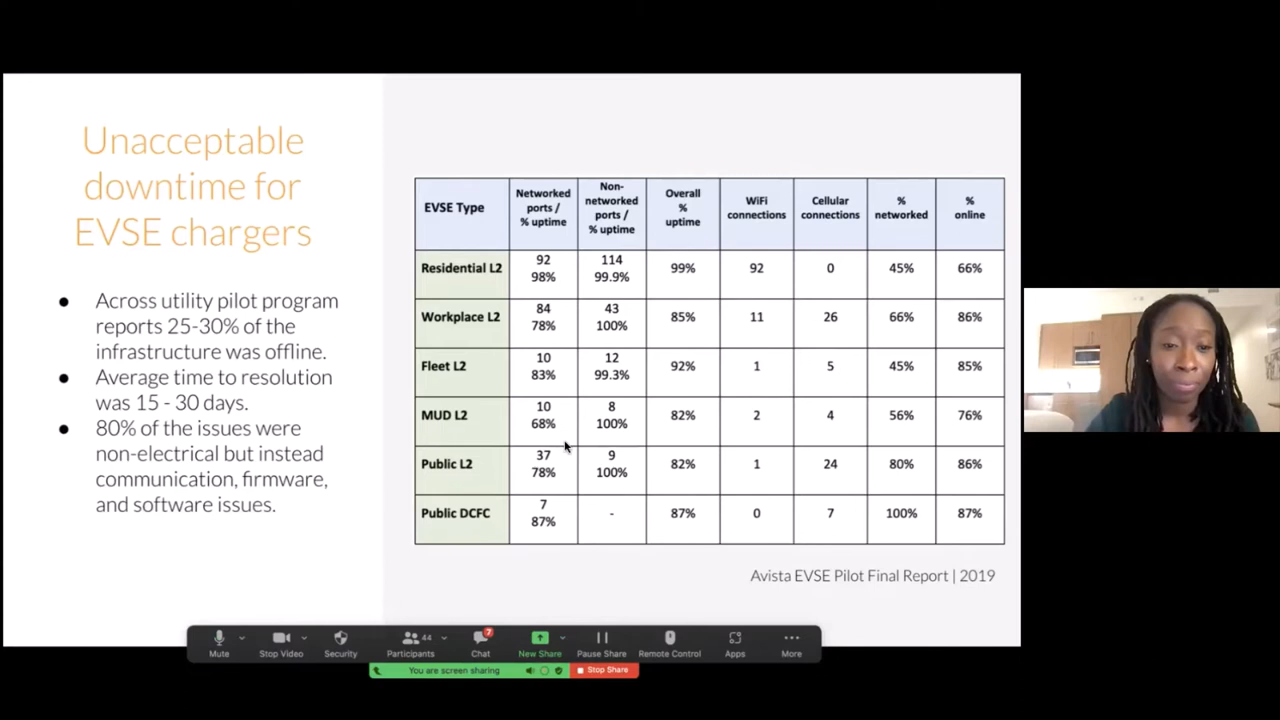 Unacceptable
downtime for
EVSE chargers
● Across utility pilot program
reports 25-30% of the
infrastructure was offline.
● Average time to resolution
was 15 - 30 days.
● 80% of the issues were
non-electrical but instead
communication, firmware,
and software issues.
EVSE Type | Networked ports / % uptime | Non-networked ports / % uptime | Overall % uptime | WiFi connections | Cellular connections | % networked | % online
Residential L2 | 92 98% | 114 99.9% | 99% | 92 | 0 | 45% | 66%
Workplace L2 | 84 78% | 43 100% | 85% | 11 | 26 | 66% | 86%
Fleet L2 | 10 83% | 12 99.3% | 92% | 1 | 5 | 45% | 85%
MUD L2 | 10 68% | 8 100% | 82% | 2 | 4 | 56% | 76%
Public L2 | 37 78% | 9 100% | 82% | 1 | 24 | 80% | 86%
Public DCFC | 7 87% | - | 87% | 0 | 7 | 100% | 87%
Avista EVSE Pilot Final Report | 2019
44 7
Mute Stop Video Security Participants Chat New Share Pause Share Remote Control Apps More
You are screen sharing Stop Share